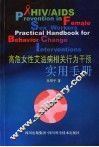 HIV/AIDS
Prevention in Female
Sex Workers
Practical Handbook for
Behavior Change
Interventions
高危女性艾滋病相关行为干预
实用手册